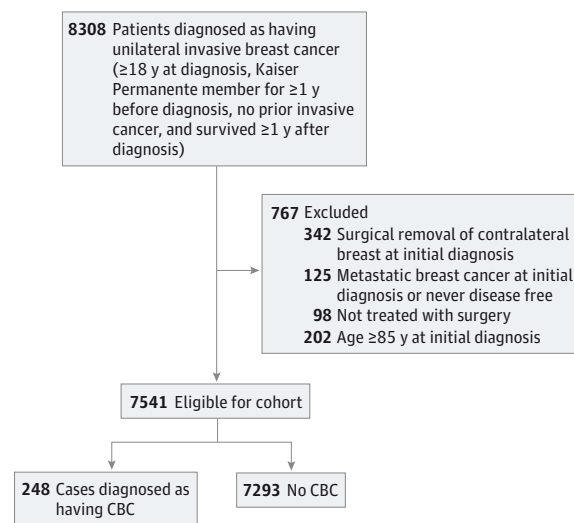 8308 Patients diagnosed as having
unilateral invasive breast cancer
(≥18 y at diagnosis, Kaiser
Permanente member for ≥1 y
before diagnosis, no prior invasive
cancer, and survived ≥1 y after
diagnosis)
767 Excluded
342 Surgical removal of contralateral
breast at initial diagnosis
125 Metastatic breast cancer at initial
diagnosis or never disease free
98 Not treated with surgery
202 Age ≥85 y at initial diagnosis
7541 Eligible for cohort
248 Cases diagnosed as
having CBC
7293 No CBC